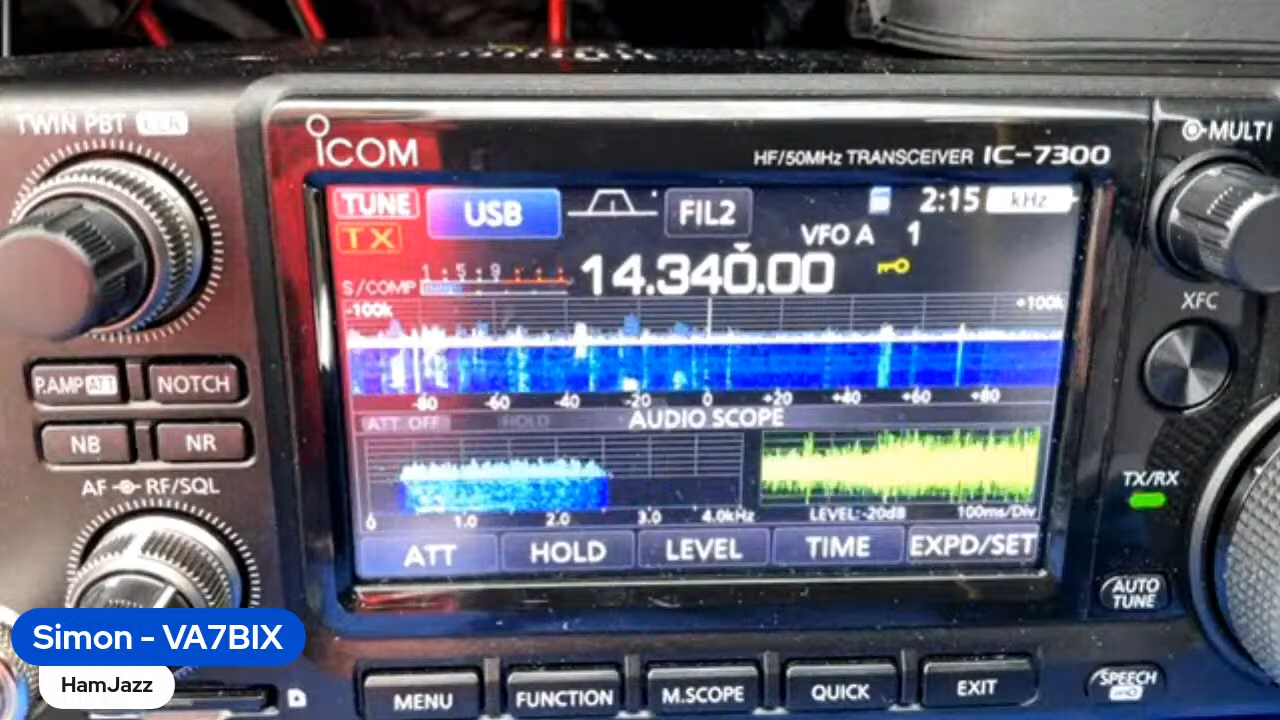 TWIN PBT CLR
ICOM
HF/50MHz TRANSCEIVER IC-7300
MULTI
TUNE USB FIL2 2:15 kHz
TX VFO A 1
S/COMP 1 5 9 14.340.00
-100k +100k
XFC
P.AMP ATT NOTCH
-80 -60 -40 -20 0 +20 +40 +60 +80
ATT OFF HOLD AUDIO SCOPE
NB NR
AF RF/SQL
TX/RX
0 1.0 2.0 3.0 4.0kHz LEVEL:-20dB 100ms/Div
ATT HOLD LEVEL TIME EXPD/SET
AUTO
TUNE
Simon - VA7BIX
HamJazz
MENU FUNCTION M.SCOPE QUICK EXIT
SPEECH